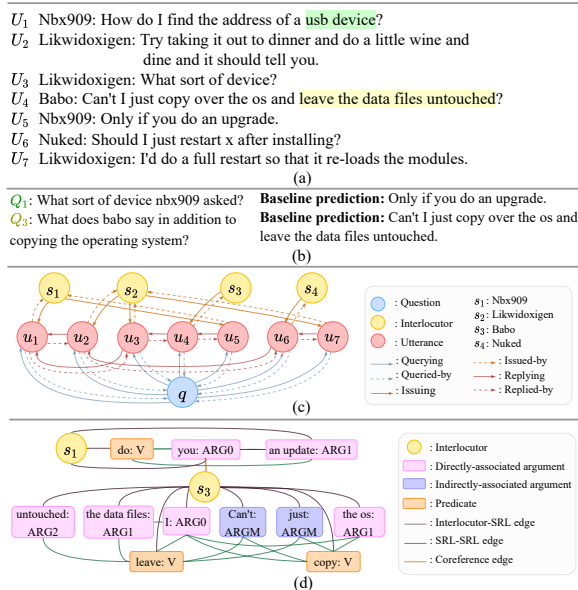 U1 Nbx909: How do I find the address of a usb device?
U2 Likwidoxigen: Try taking it out to dinner and do a little wine and
dine and it should tell you.
U3 Likwidoxigen: What sort of device?
U4 Babo: Can't I just copy over the os and leave the data files untouched?
U5 Nbx909: Only if you do an upgrade.
U6 Nuked: Should I just restart x after installing?
U7 Likwidoxigen: I'd do a full restart so that it re-loads the modules.
(a)
Q1: What sort of device nbx909 asked?
Q3: What does babo say in addition to
copying the operating system?
Baseline prediction: Only if you do an upgrade.
Baseline prediction: Can't I just copy over the os and
leave the data files untouched.
(b)
s1 s2 s3 s4
u1 u2 u3 u4 u5 u6 u7
q
: Question
: Interlocutor
: Utterance
s1: Nbx909
s2: Likwidoxigen
s3: Babo
s4: Nuked
: Querying
: Queried-by
: Issuing
: Issued-by
: Replying
: Replied-by
(c)
s1
do: V
you: ARG0
an update: ARG1
s3
untouched:
ARG2
the data files:
ARG1
I: ARG0
Can't:
ARGM
just:
ARGM
the os:
ARG1
leave: V
copy: V
: Interlocutor
: Directly-associated argument
: Indirectly-associated argument
: Predicate
: Interlocutor-SRL edge
: SRL-SRL edge
: Coreference edge
(d)